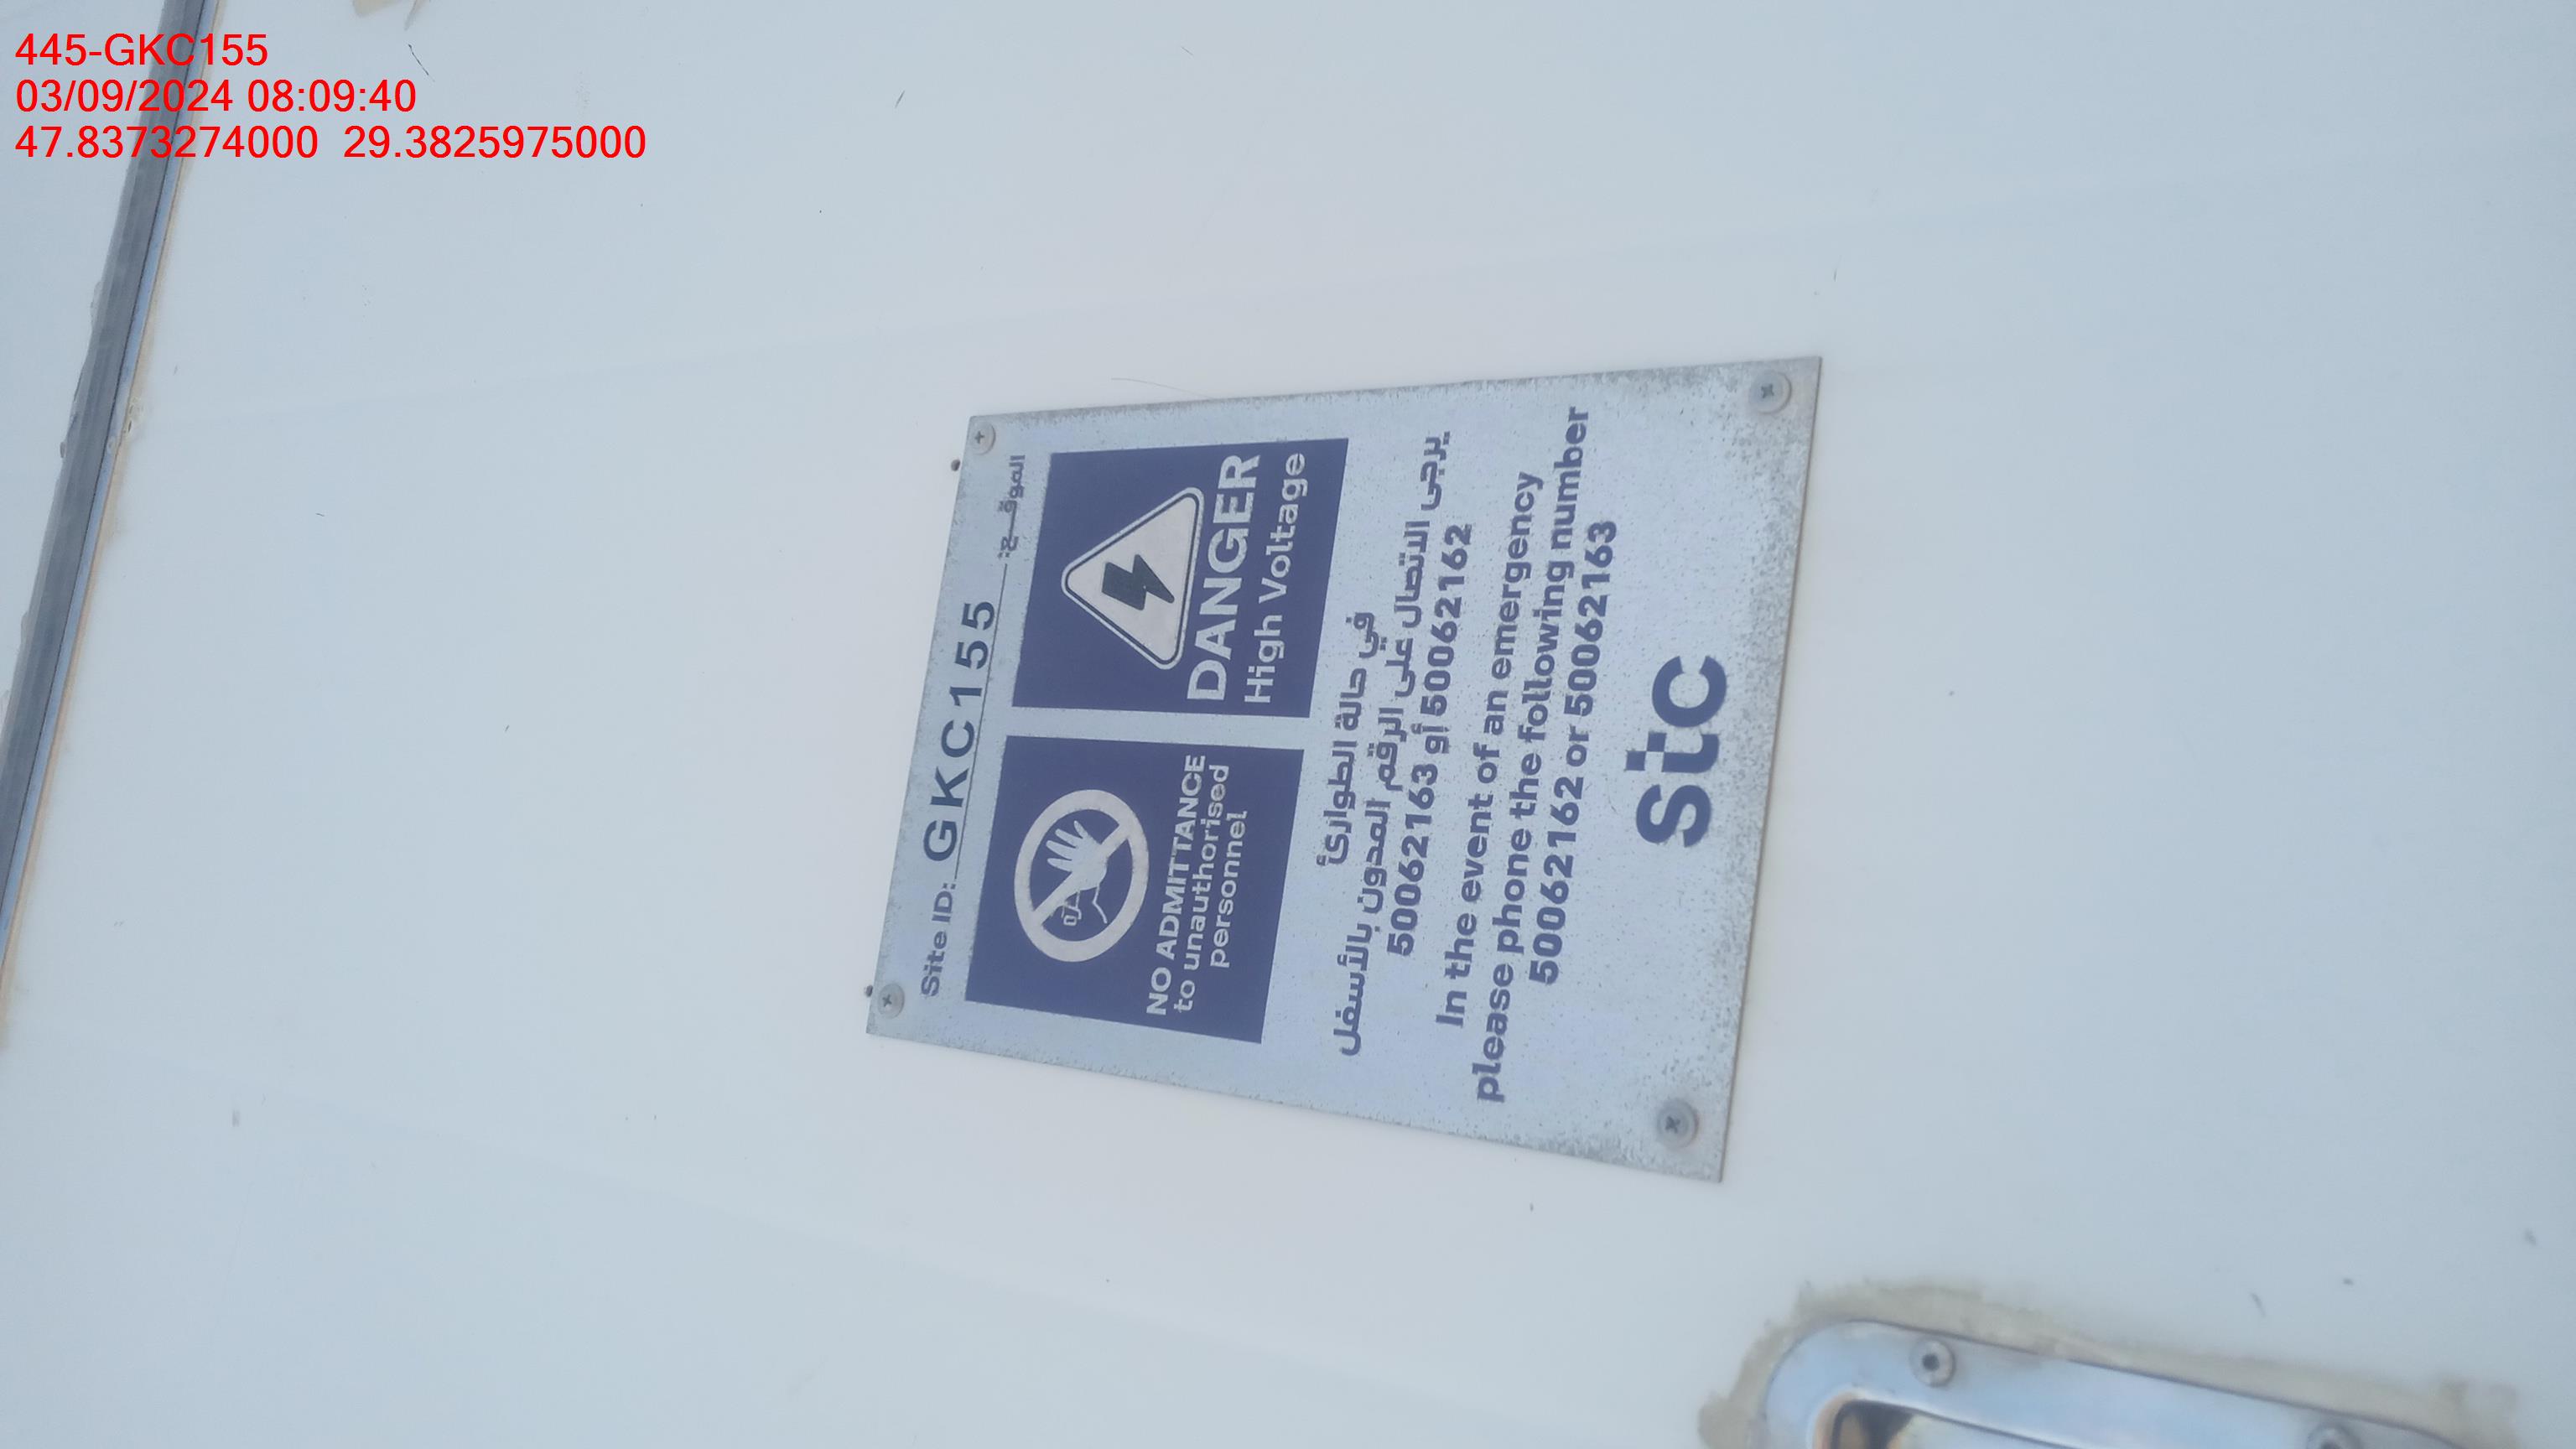 445-GKC155
03/09/2024 08:09:40
47.8373274000 29.3825975000
Site ID: GKC155 الموقع:
NO ADMITTANCE
to unauthorised
personnel
DANGER
High Voltage
في حالة الطوارئ
يرجى الاتصال على الرقم المدون بالأسفل
50062163 أو 50062162
In the event of an emergency
please phone the following number
50062162 or 50062163
stc